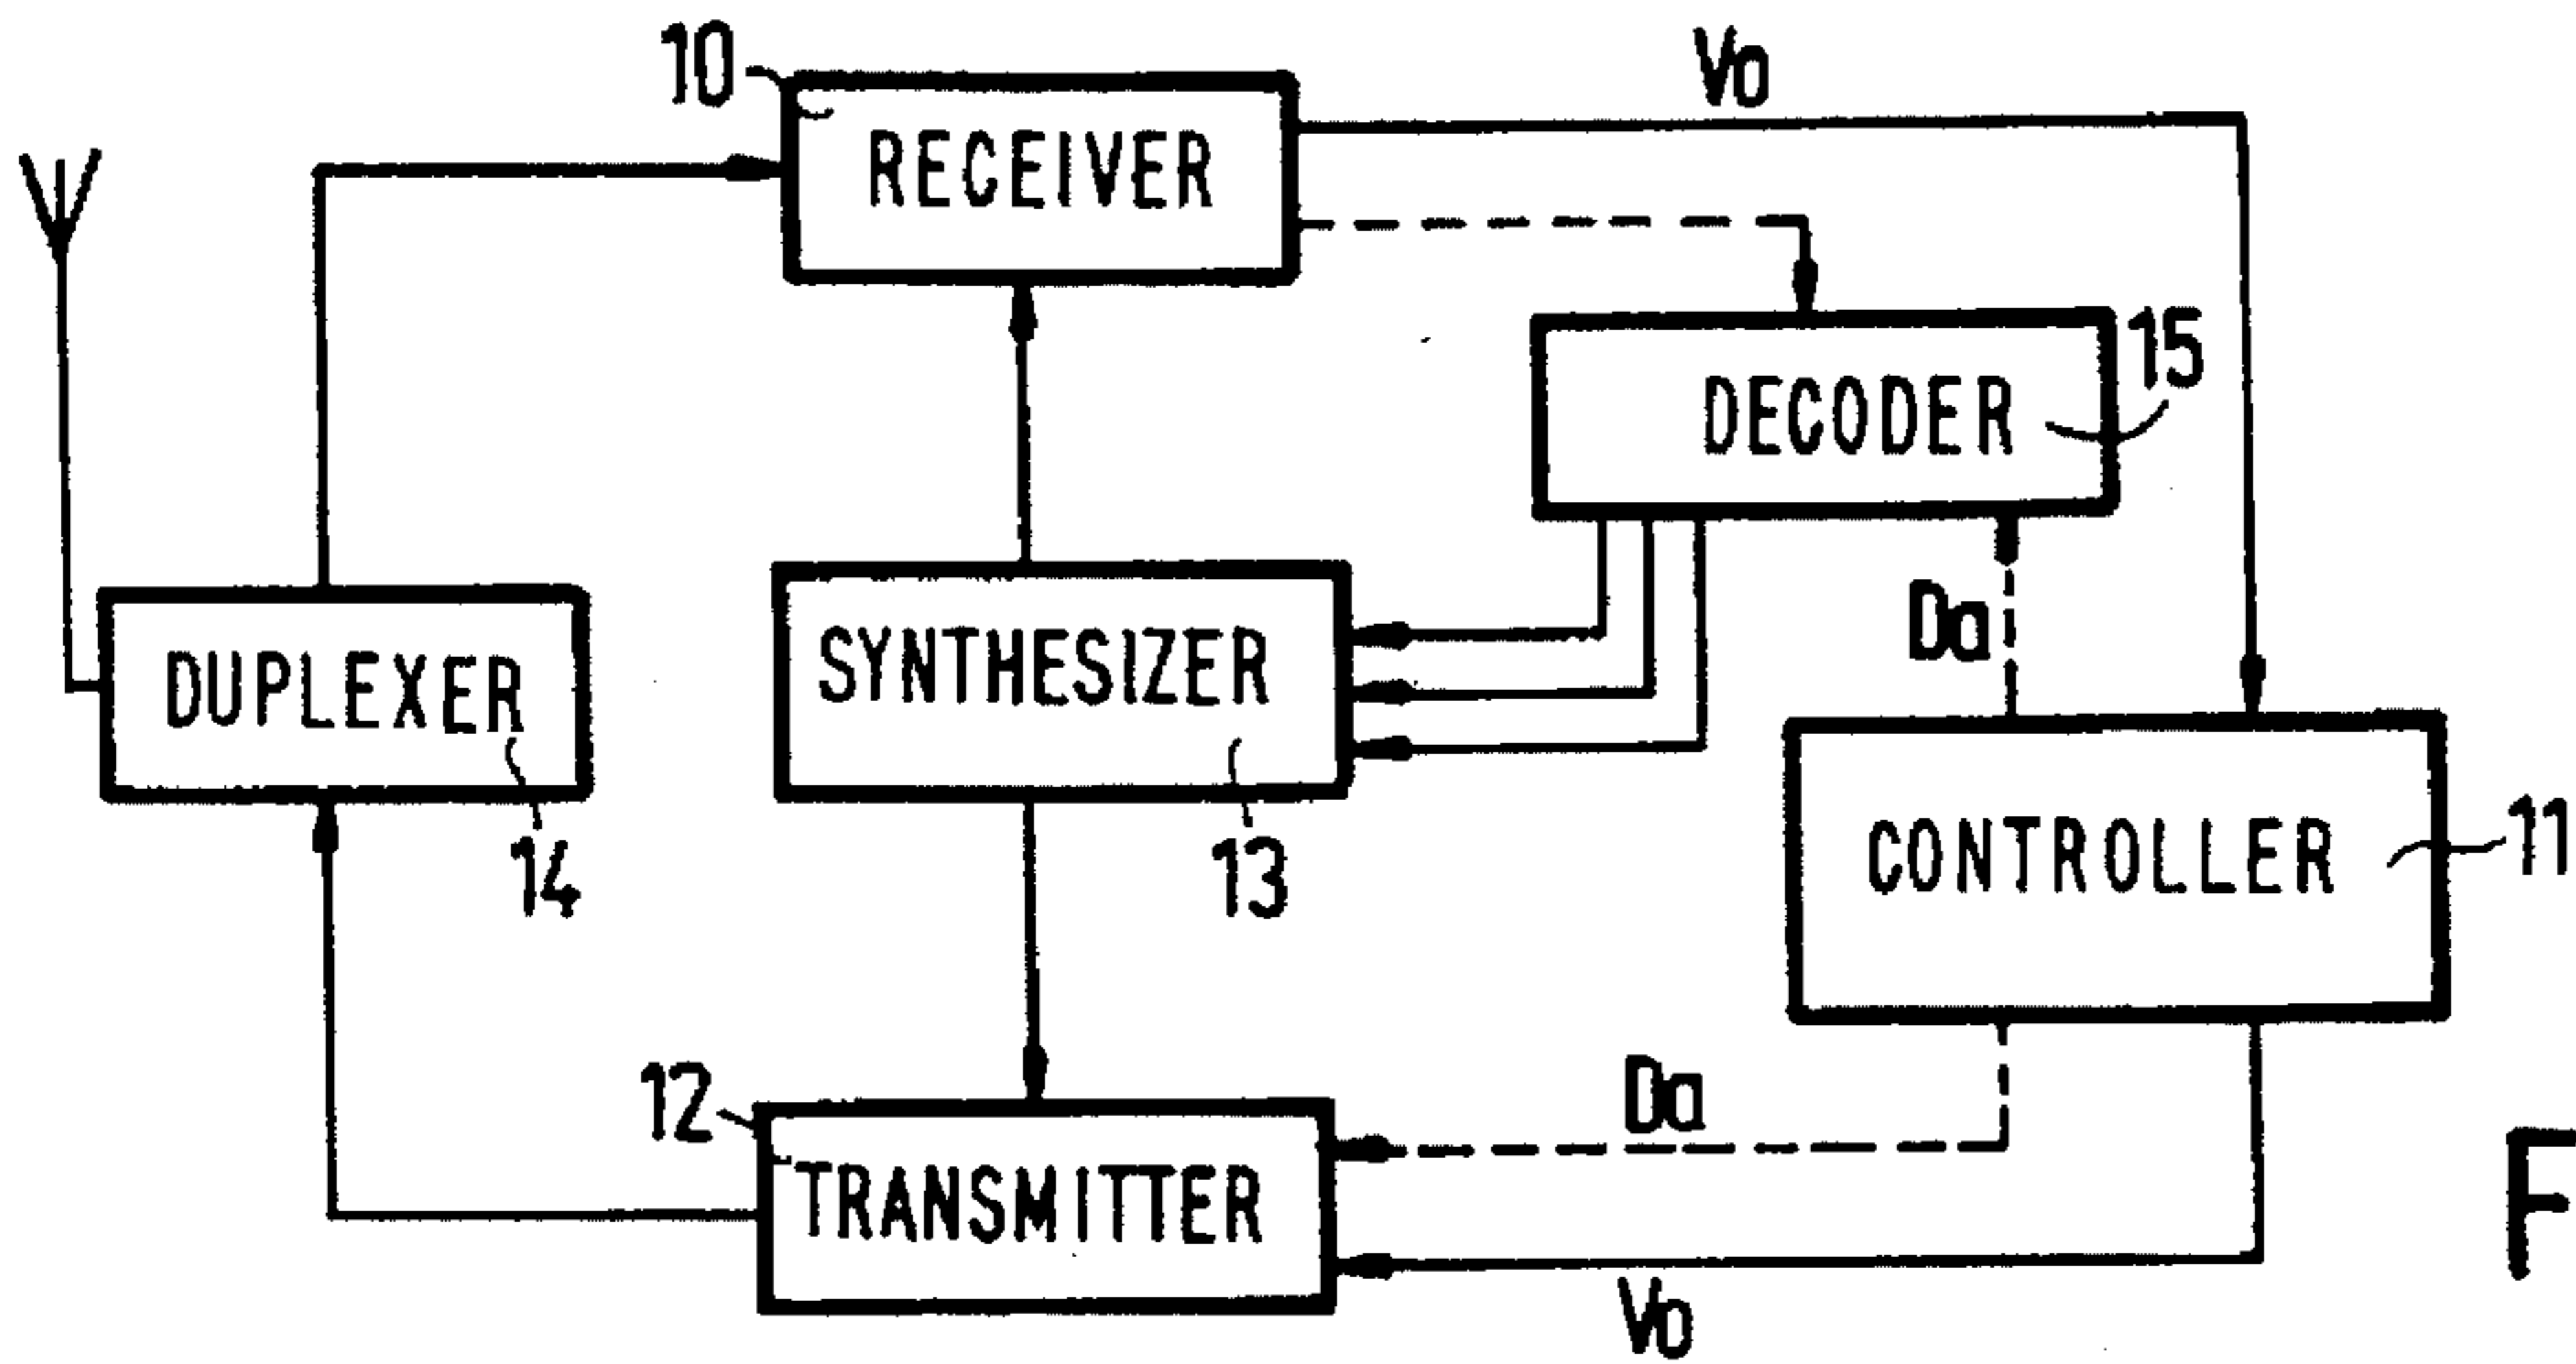 10
Vo
RECEIVER
DECODER
15
DUPLEXER
14
SYNTHESIZER
13
Da
CONTROLLER
11
12
TRANSMITTER
Da
Vo
F